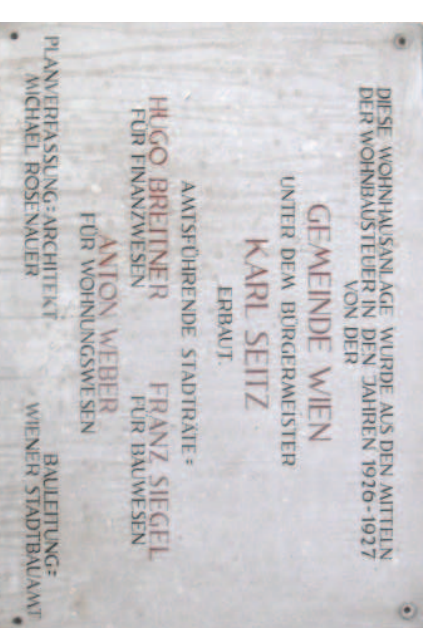 DIESE WOHNHAUSANLAGE WURDE AUS DEN MITTELN
DER WOHNBAUSTEUER IN DEN JAHREN 1926-1927
VON DER
GEMEINDE WIEN
UNTER DEM BÜRGERMEISTER
KARL SEITZ
ERBAUT.
AMTSFÜHRENDE STADTRÄTE:
HUGO BREITNER FRANZ SIEGEL
FÜR FINANZWESEN FÜR BAUWESEN
ANTON WEBER
FÜR WOHNUNGSWESEN
PLANVERFASSUNG: ARCHITEKT BAULEITUNG:
MICHAEL ROSENAUER WIENER STADTBAUAMT